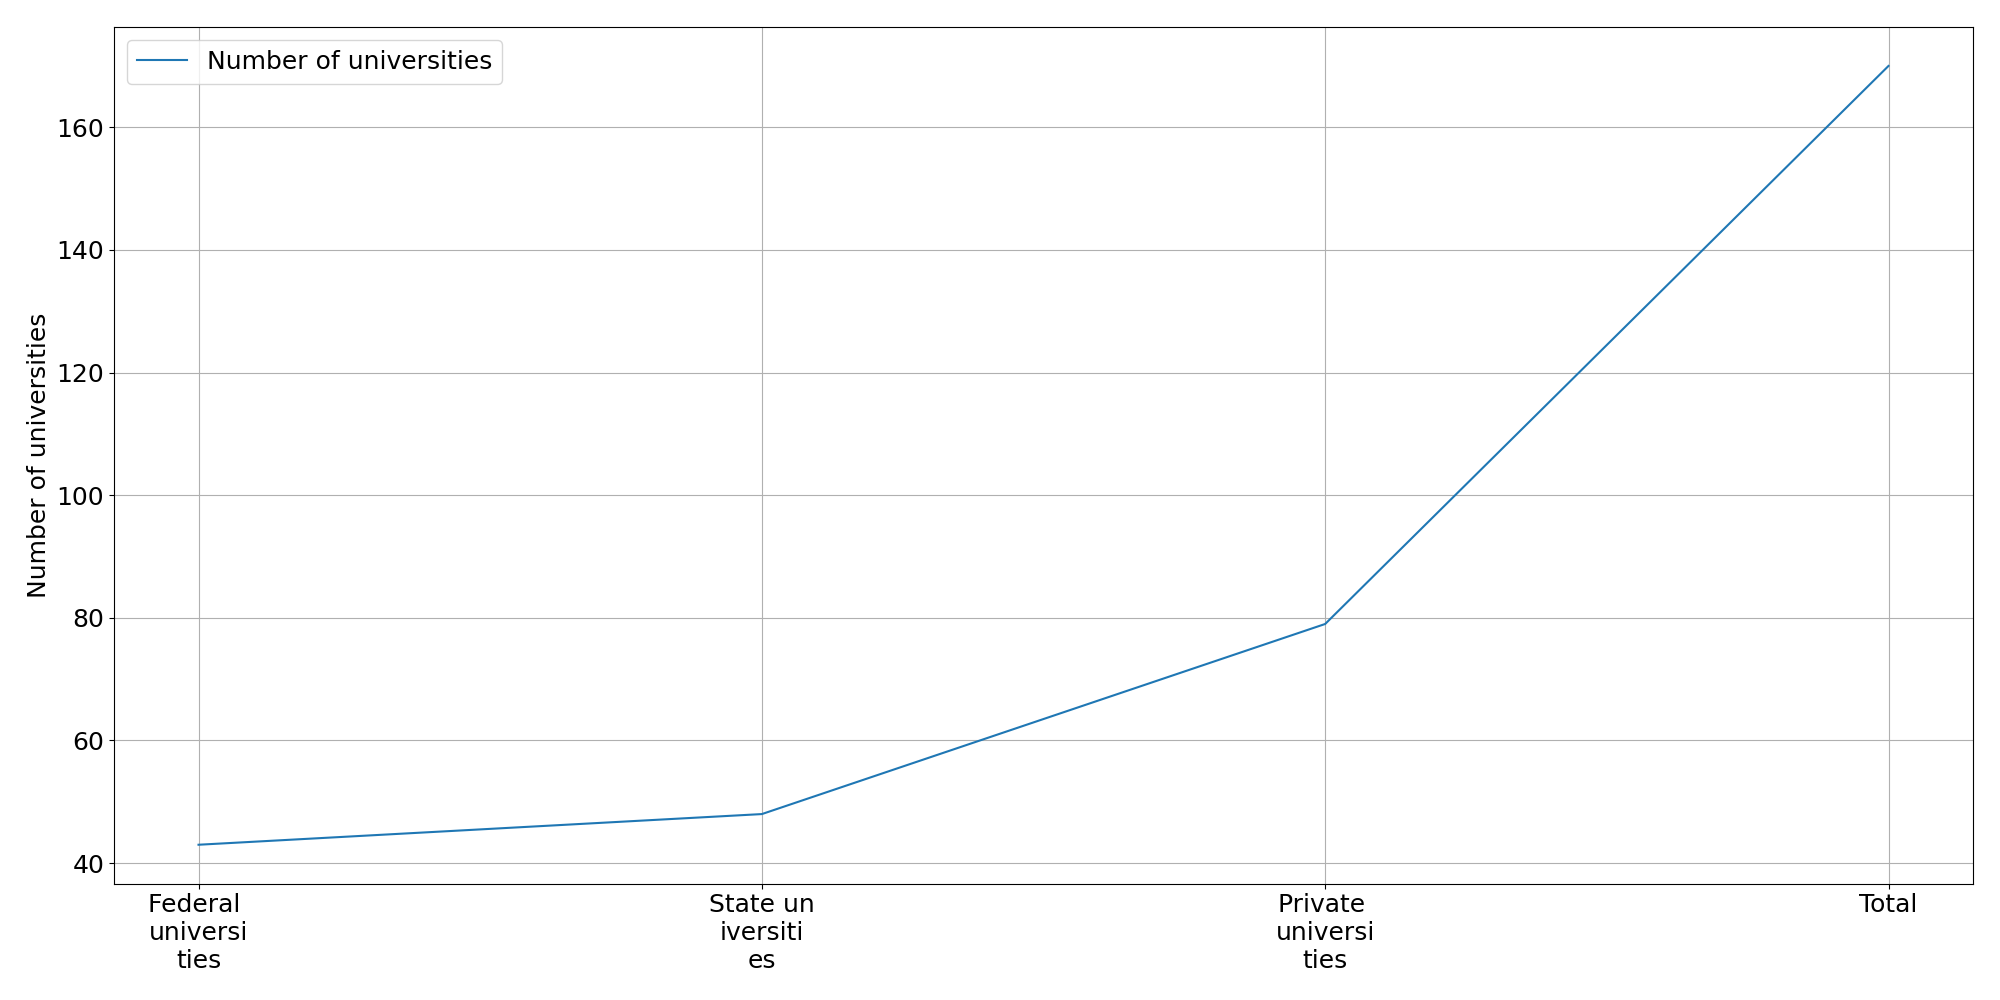 Number of universities
160
140
120
100
80
60
40
Number of universities
Federal
universi
ties
State un
iversiti
es
Private
universi
ties
Total